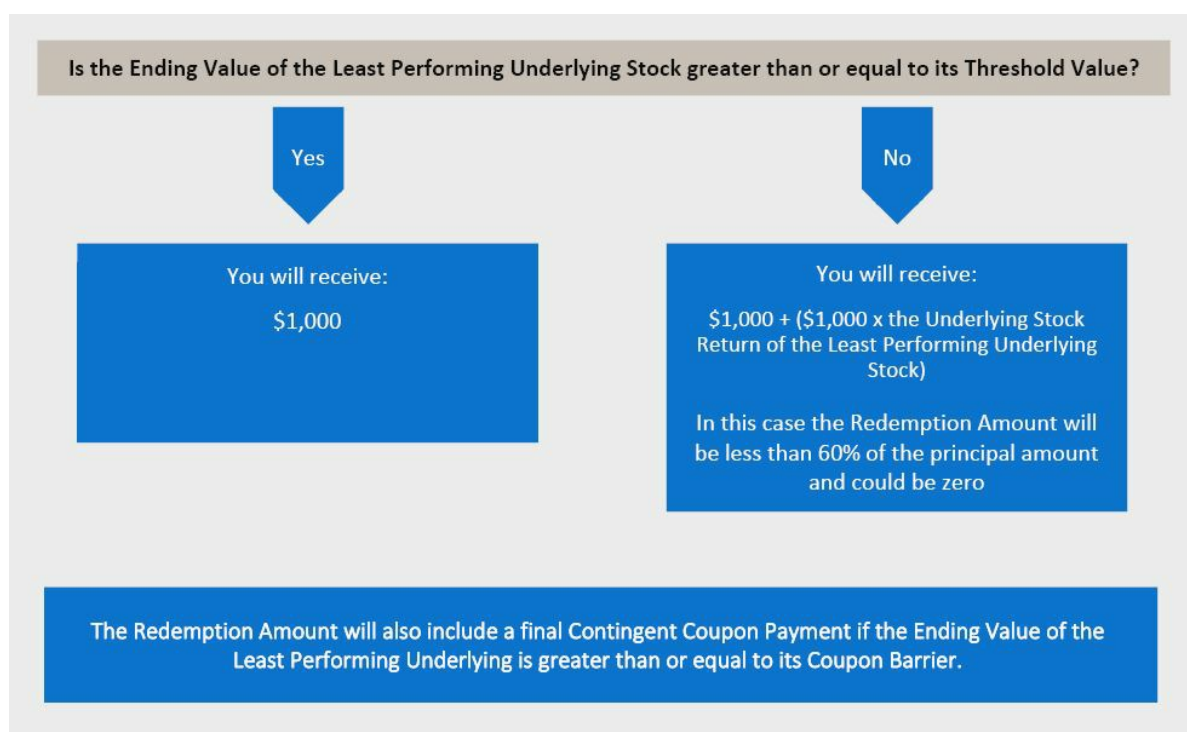 Is the Ending Value of the Least Performing Underlying Stock greater than or equal to its Threshold Value?
Yes
No
You will receive:
$1,000
You will receive:
$1,000 + ($1,000 x the Underlying Stock
Return of the Least Performing Underlying
Stock)
In this case the Redemption Amount will
be less than 60% of the principal amount
and could be zero
The Redemption Amount will also include a final Contingent Coupon Payment if the Ending Value of the
Least Performing Underlying is greater than or equal to its Coupon Barrier.